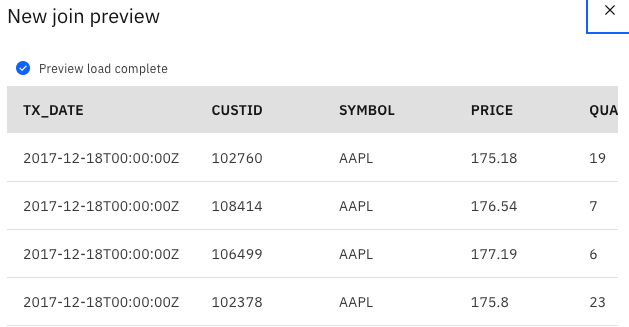 New join preview
Preview load complete
TX_DATE CUSTID SYMBOL PRICE QUA
2017-12-18T00:00:00Z 102760 AAPL 175.18 19
2017-12-18T00:00:00Z 108414 AAPL 176.54 7
2017-12-18T00:00:00Z 106499 AAPL 177.19 6
2017-12-18T00:00:00Z 102378 AAPL 175.8 23